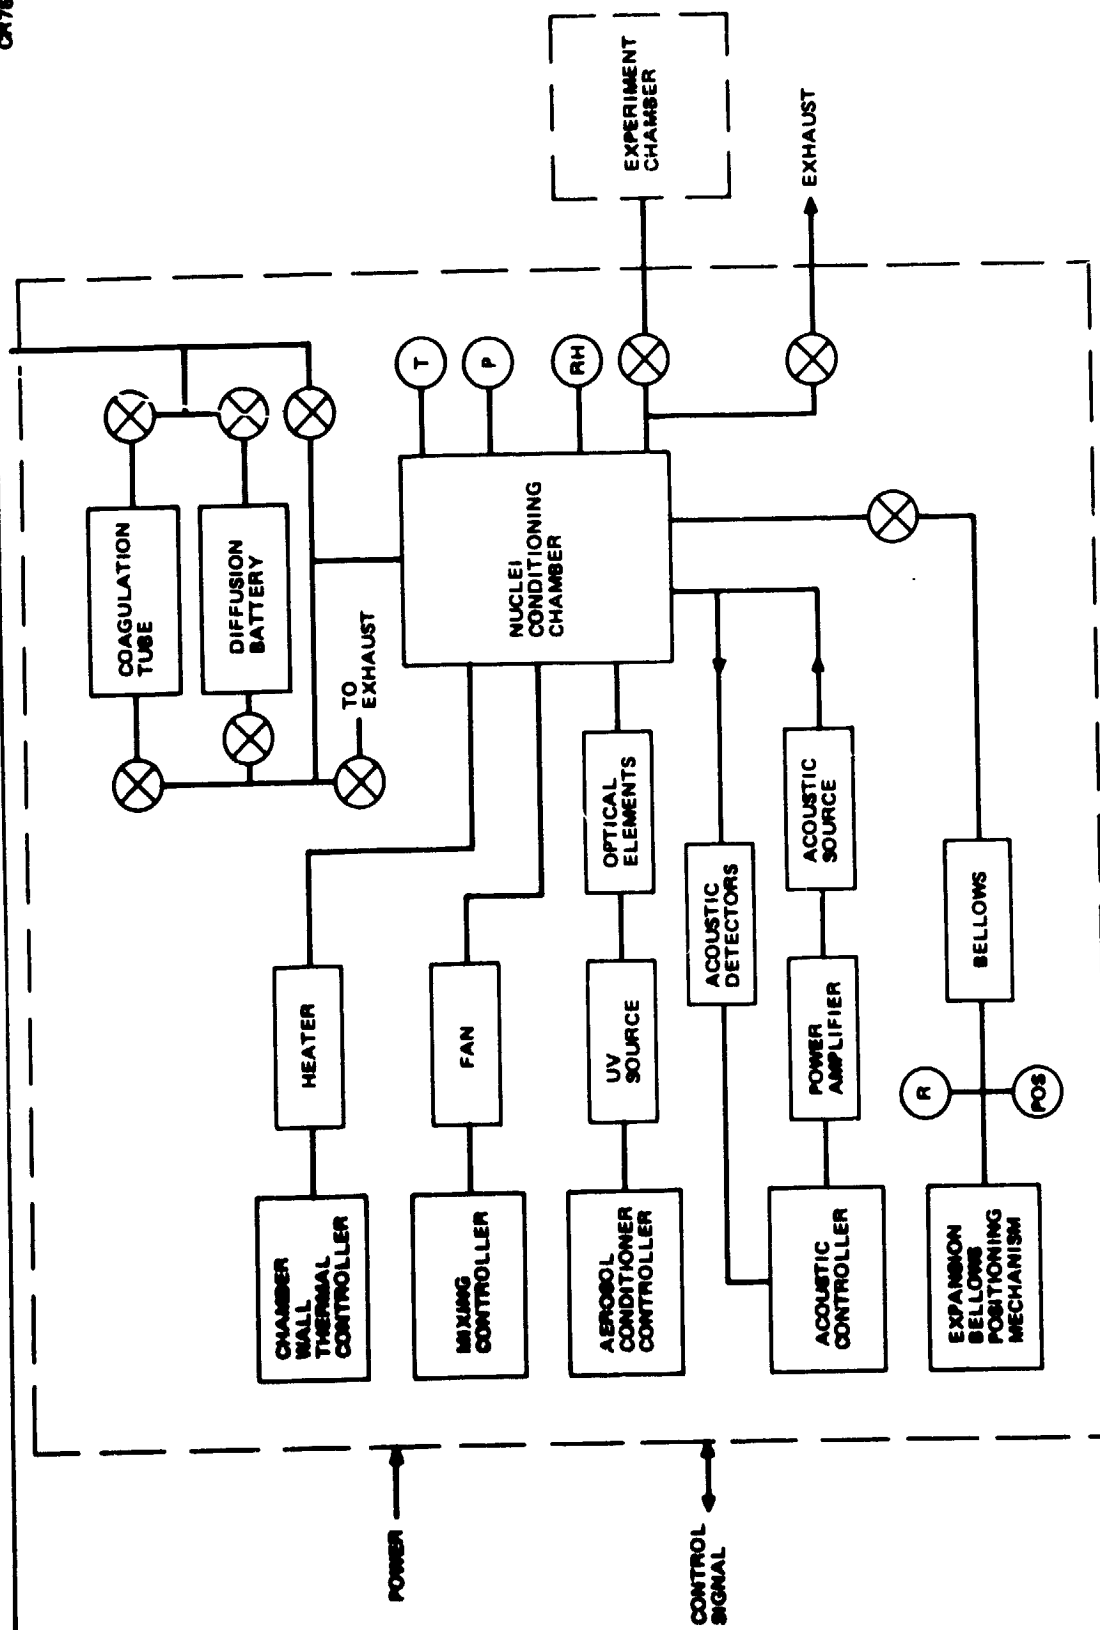 COAGULATION
TUBE
DIFFUSION
BATTERY
TO
EXHAUST
CHAMBER
WALL
THERMAL
CONTROLLER
HEATER
T
POWER
MIXING
CONTROLLER
FAN
P
NUCLEI
CONDITIONING
CHAMBER
RH
AEROSOL
CONDITIONER
CONTROLLER
UV
SOURCE
OPTICAL
ELEMENTS
EXPERIMENT
CHAMBER
CONTROL
SIGNAL
ACOUSTIC
DETECTORS
ACOUSTIC
CONTROLLER
POWER
AMPLIFIER
ACOUSTIC
SOURCE
EXHAUST
EXPANSION
BELLOWS
POSITIONING
MECHANISM
R
POS
BELLOWS